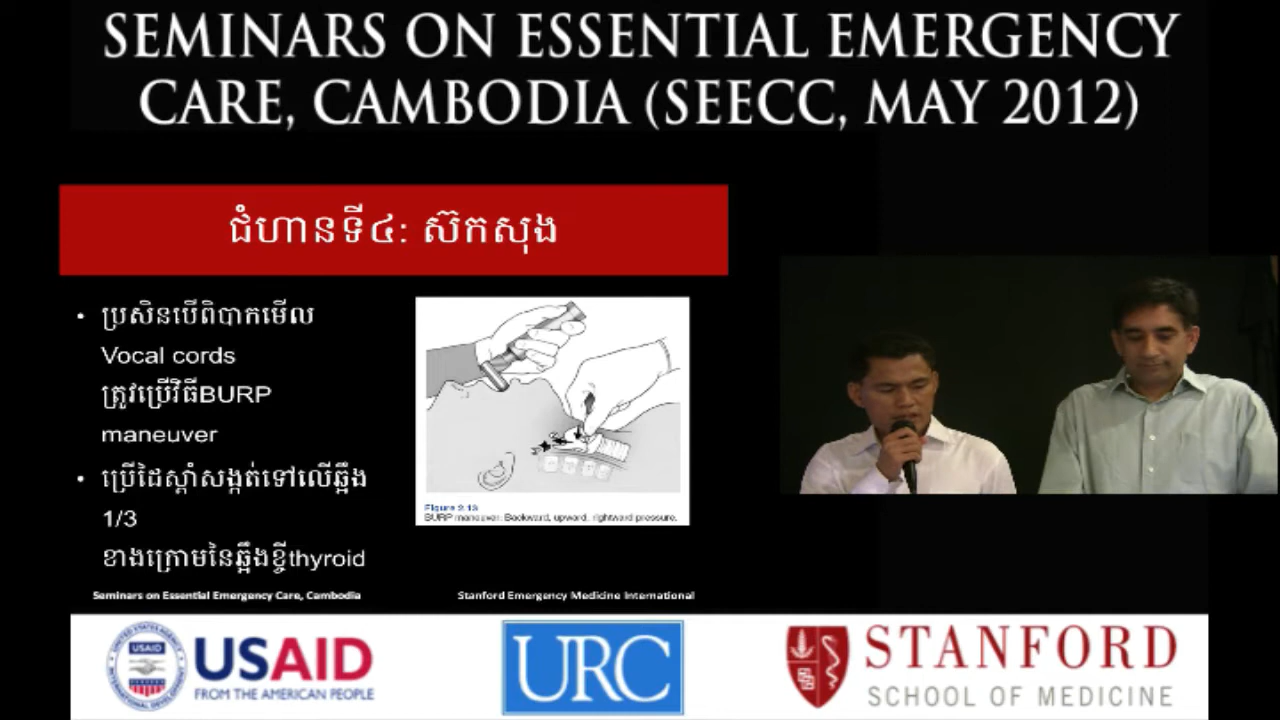 SEMINARS ON ESSENTIAL EMERGENCY
CARE, CAMBODIA (SEECC, MAY 2012)
ជំហានទី៤: ស៊កសុង
• ប្រសិនបើពិបាកមើល
Vocal cords
ត្រូវប្រើវិធីBURP
maneuver
• ប្រើដៃស្តាំសង្កត់ទៅលើឆ្អឹង
1/3
ខាងក្រោមនៃឆ្អឹងខ្ចីthyroid
Figure 2.13
BURP maneuver: Backward, upward, rightward pressure.
Seminars on Essential Emergency Care, Cambodia
Stanford Emergency Medicine International
USAID
USAID
FROM THE AMERICAN PEOPLE
URC
STANFORD
SCHOOL OF MEDICINE